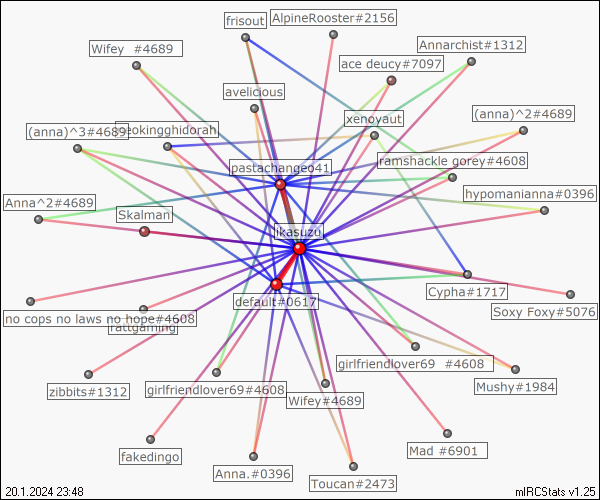 frisout
AlpineRooster#2156
Wifey  #4689
Annarchist#1312
ace deucy#7097
avelicious
(anna)^2#4689
xenoyaut
(anna)^3#4689
eokingghidorah
pastachangeo41
ramshackle gorey#4608
hypomanianna#0396
Anna^2#4689
Skalman
ikasuzu
Cypha#1717
default#0617
Soxy Foxy#5076
no cops no laws no hope#4608
rattgaming
girlfriendlover69  #4608
zibbits#1312
girlfriendlover69#4608
Mushy#1984
Wifey#4689
fakedingo
Mad #6901
Anna.#0396
Toucan#2473
20.1.2024 23:48
mIRCStats v1.25